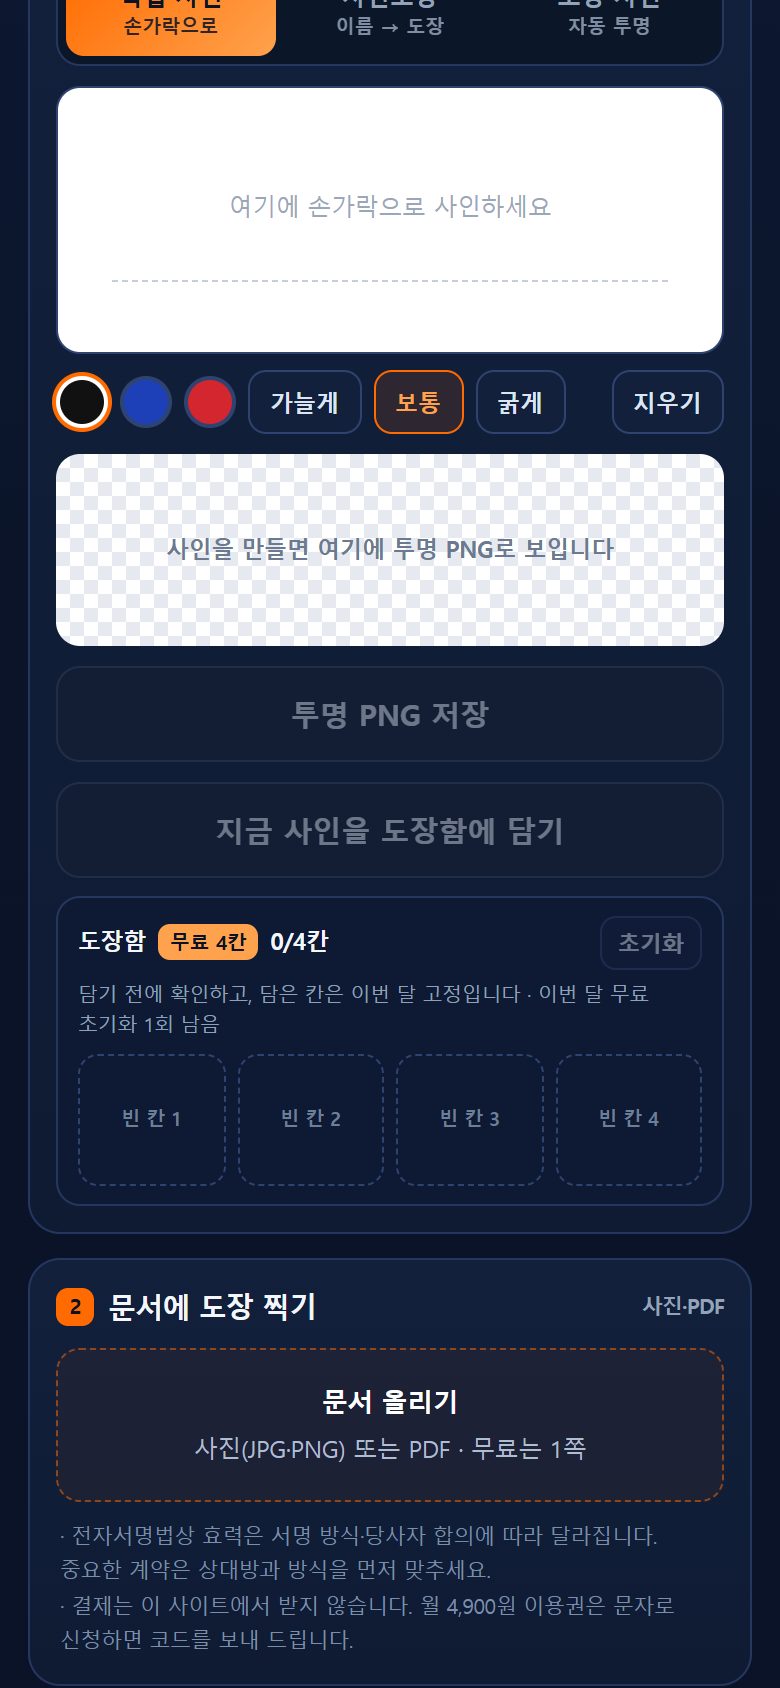 손가락으로
이름 → 도장
자동 투명
여기에 손가락으로 사인하세요
가늘게
보통
굵게
지우기
사인을 만들면 여기에 투명 PNG로 보입니다
투명 PNG 저장
지금 사인을 도장함에 담기
도장함 무료 4칸 0/4칸
초기화
담기 전에 확인하고, 담은 칸은 이번 달 고정입니다 · 이번 달 무료
초기화 1회 남음
빈 칸 1
빈 칸 2
빈 칸 3
빈 칸 4
2 문서에 도장 찍기
사진·PDF
문서 올리기
사진(JPG·PNG) 또는 PDF · 무료는 1쪽
· 전자서명법상 효력은 서명 방식·당사자 합의에 따라 달라집니다.
중요한 계약은 상대방과 방식을 먼저 맞추세요.
· 결제는 이 사이트에서 받지 않습니다. 월 4,900원 이용권은 문자로
신청하면 코드를 보내 드립니다.